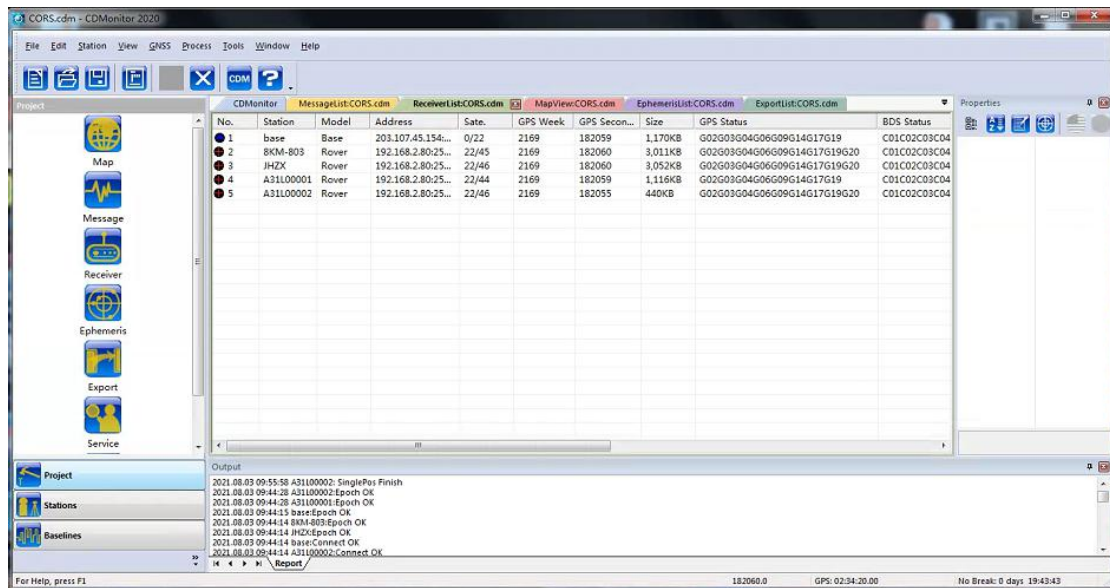 CORS.cdm - CDMonitor 2020
File Edit Station View GNSS Process Tools Window Help
CDM
Project
CDMonitor MessageList:CORS.cdm ReceiverList:CORS.cdm MapView:CORS.cdm EphemerisList:CORS.cdm ExportList:CORS.cdm
Properties
No. Station Model Address Sate. GPS Week GPS Secon... Size GPS Status BDS Status
1 base Base 203.107.45.154:... 0/22 2169 182059 1,170KB G02G03G04G06G09G14G17G19 C01C02C03C04
2 8KM-803 Rover 192.168.2.80:25... 22/45 2169 182060 3,011KB G02G03G04G06G09G14G17G19G20 C01C02C03C04
3 JHZX Rover 192.168.2.80:25... 22/46 2169 182060 3,052KB G02G03G04G06G09G14G17G19G20 C01C02C03C04
4 A31L00001 Rover 192.168.2.80:25... 22/44 2169 182059 1,116KB G02G03G04G06G09G14G17G19 C01C02C03C04
5 A31L00002 Rover 192.168.2.80:25... 22/46 2169 182055 440KB G02G03G04G06G09G14G17G19G20 C01C02C03C04
Map
Message
Receiver
Ephemeris
Export
Service
Project
Stations
Baselines
Output
2021.08.03 09:55:58 A31L00002: SinglePos Finish
2021.08.03 09:44:28 A31L00002:Epoch OK
2021.08.03 09:44:28 A31L00001:Epoch OK
2021.08.03 09:44:15 base:Epoch OK
2021.08.03 09:44:14 8KM-803:Epoch OK
2021.08.03 09:44:14 JHZX:Epoch OK
2021.08.03 09:44:14 base:Connect OK
2021.08.03 09:44:14 A31L00002:Connect OK
Report
For Help, press F1
182060.0 GPS: 02:34:20.00 No Break: 0 days 19:43:43